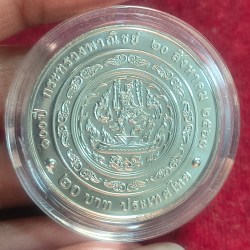 ๑๐๐ปี กระทรวงพาณิชย์ ๒๐ สิงหาคม ๒๕๖๓
๒๐ บาท ประเทศไทย